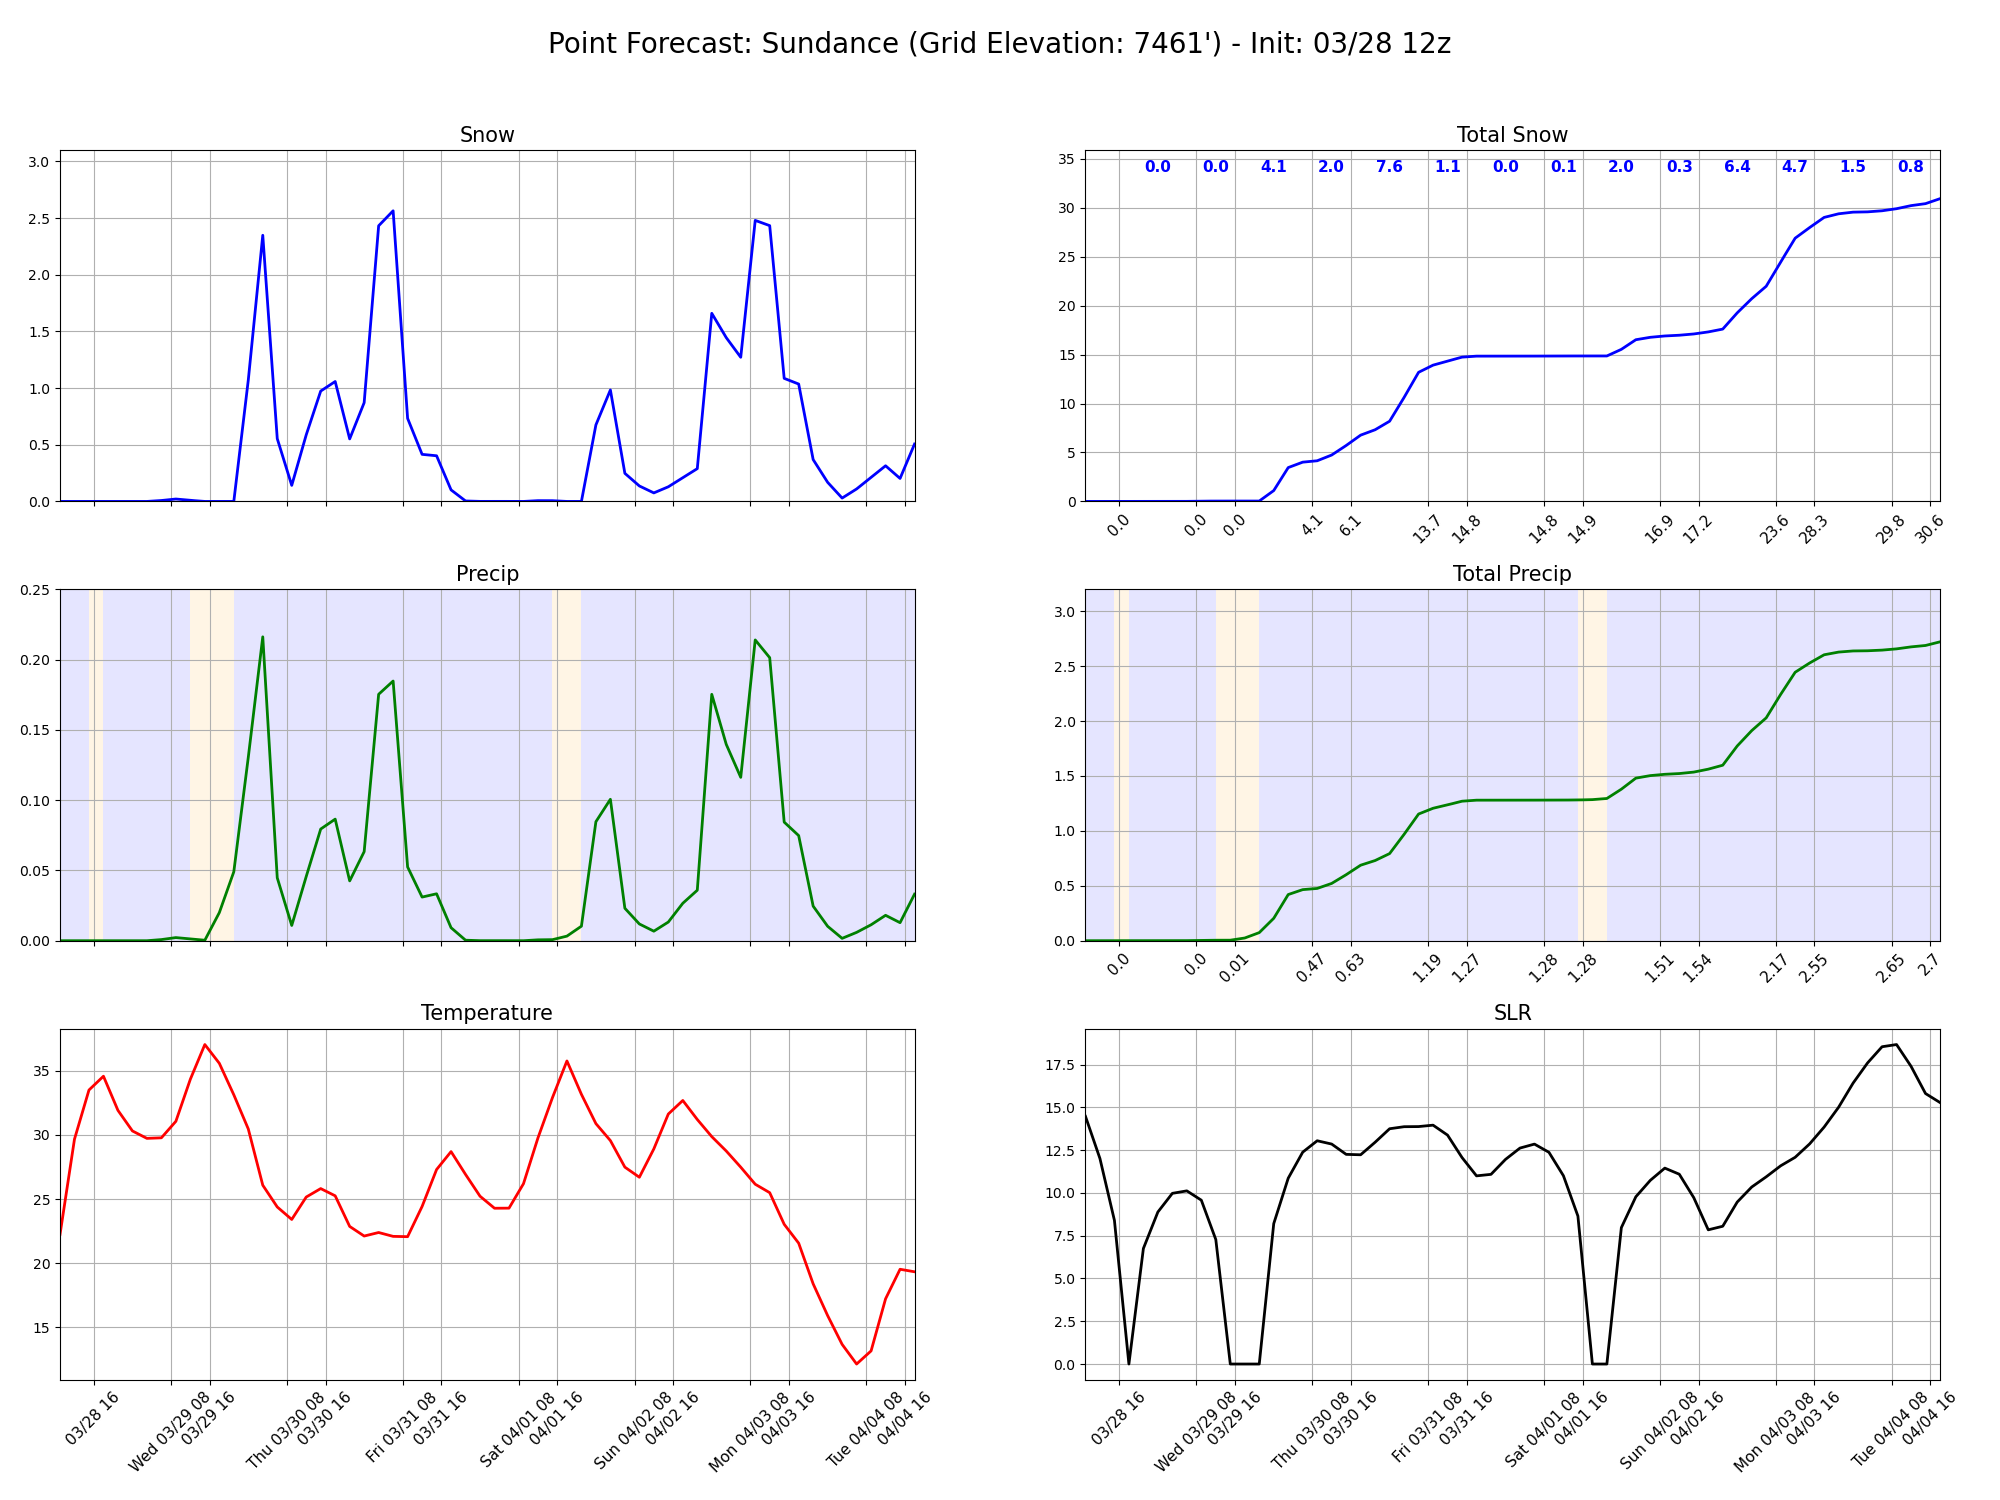 Point Forecast: Sundance (Grid Elevation: 7461') - Init: 03/28 12z
Snow
3.0
2.5
2.0
1.5
1.0
0.5
0.0
Total Snow
0.0 0.0 4.1 2.0 7.6 1.1 0.0 0.1 2.0 0.3 6.4 4.7 1.5 0.8
35
30
25
20
15
10
5
0
0.0 0.0 0.0 4.1 6.1 13.7 14.8 14.8 14.9 16.9 17.2 23.6 28.3 29.8 30.6
Precip
0.25
0.20
0.15
0.10
0.05
0.00
Total Precip
3.0
2.5
2.0
1.5
1.0
0.5
0.0
0.0 0.0 0.01 0.47 0.63 1.19 1.27 1.28 1.28 1.51 1.54 2.17 2.55 2.65 2.7
Temperature
35
30
25
20
15
03/28 16
Wed 03/29 08
03/29 16
Thu 03/30 08
03/30 16
Fri 03/31 08
03/31 16
Sat 04/01 08
04/01 16
Sun 04/02 08
04/02 16
Mon 04/03 08
04/03 16
Tue 04/04 08
04/04 16
SLR
17.5
15.0
12.5
10.0
7.5
5.0
2.5
0.0
03/28 16
Wed 03/29 08
03/29 16
Thu 03/30 08
03/30 16
Fri 03/31 08
03/31 16
Sat 04/01 08
04/01 16
Sun 04/02 08
04/02 16
Mon 04/03 08
04/03 16
Tue 04/04 08
04/04 16